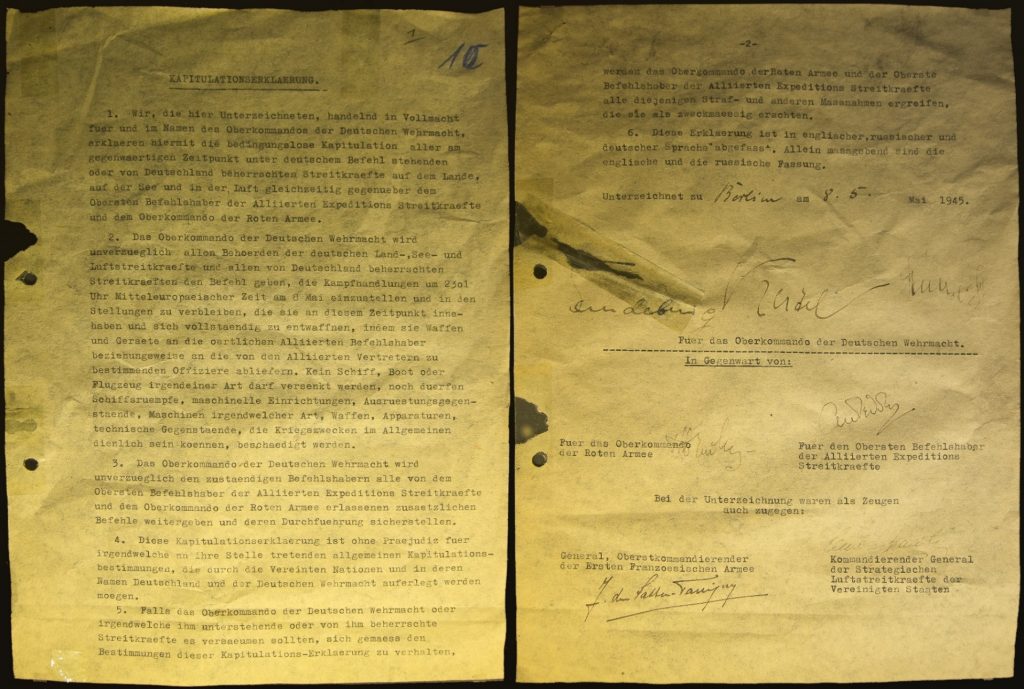 1
10
KAPITULATIONSERKLAERUNG.
1. Wir, die hier Unterzeichneten, handelnd in Vollmacht
fuer und im Namen des Oberkommandos der Deutschen Wehrmacht,
erklaeren hiermit die bedingungslose Kapitulation aller am
gegenwaertigen Zeitpunkt unter deutschem Befehl stehenden
oder von Deutschland beherrschten Streitkraefte auf dem Lande,
auf der See und in der Luft gleichzeitig gegenueber dem
Obersten Befehlshaber der Alliierten Expeditions Streitkraefte
und dem Oberkommando der Roten Armee.
2. Das Oberkommando der Deutschen Wehrmacht wird
unverzueglich allen Behoerden der deutschen Land-,See- und
Luftstreitkraefte und allen von Deutschland beherrschten
Streitkraeften den Befehl geben, die Kampfhandlungen um 2301
Uhr Mitteleuropaeischer Zeit am 8 Mai einzustellen und in den
Stellungen zu verbleiben, die sie an diesem Zeitpunkt inne-
haben und sich vollstaendig zu entwaffnen, indem sie Waffen
und Geraete an die oertlichen Alliierten Befehlshaber
beziehungsweise an die von den Alliierten Vertretern zu
bestimmenden Offiziere abliefern. Kein Schiff, Boot oder
Flugzeug irgendeiner Art darf versenkt werden, noch duerfen
Schiffsruempfe, maschinelle Einrichtungen, Ausruestungsgegen-
staende, Maschinen irgendwelcher Art, Waffen, Apparaturen,
technische Gegenstaende, die Kriegszwecken im Allgemeinen
dienlich sein koennen, beschaedigt werden.
3. Das Oberkommando der Deutschen Wehrmacht wird
unverzueglich den zustaendigen Befehlshabern alle von dem
Obersten Befehlshaber der Alliierten Expeditions Streitkraefte
und dem Oberkommando der Roten Armee erlassenen zusaetzlichen
Befehle weitergeben und deren Durchfuehrung sicherstellen.
4. Diese Kapitulationserklaerung ist ohne Praejudiz fuer
irgendwelche an ihre Stelle tretenden allgemeinen Kapitulations-
bestimmungen, die durch die Vereinten Nationen und in deren
Namen Deutschland und der Deutschen Wehrmacht auferlegt werden
moegen.
5. Falls das Oberkommando der Deutschen Wehrmacht oder
irgendwelche ihm unterstehende oder von ihm beherrschte
Streitkraefte es versaeumen sollten, sich gemaess den
Bestimmungen dieser Kapitulations-Erklaerung zu verhalten,
-2-
werden das Oberkommando der Roten Armee und der Oberste
Befehlshaber der Alliierten Expeditions Streitkraefte
alle diejenigen Straf- und anderen Massnahmen ergreifen,
die sie als zweckmaessig erachten.
6. Diese Erklaerung ist in englischer,russischer und
deutscher Sprache abgefasst. Allein massgebend sind die
englische und die russische Fassung.
Unterzeichnet zu Berlin am 8. 5. Mai 1945.
Keitel
Fuer das Oberkommando der Deutschen Wehrmacht.
In Gegenwart von:
Fuer das Oberkommando
der Roten Armee
Fuer den Obersten Befehlshaber
der Alliierten Expeditions
Streitkraefte
Bei der Unterzeichnung waren als Zeugen
auch zugegen:
General, Oberstkommandierender
der Ersten Franzoesischen Armee
Kommandierender General
der Strategischen
Luftstreitkraefte der
Vereinigten Staaten